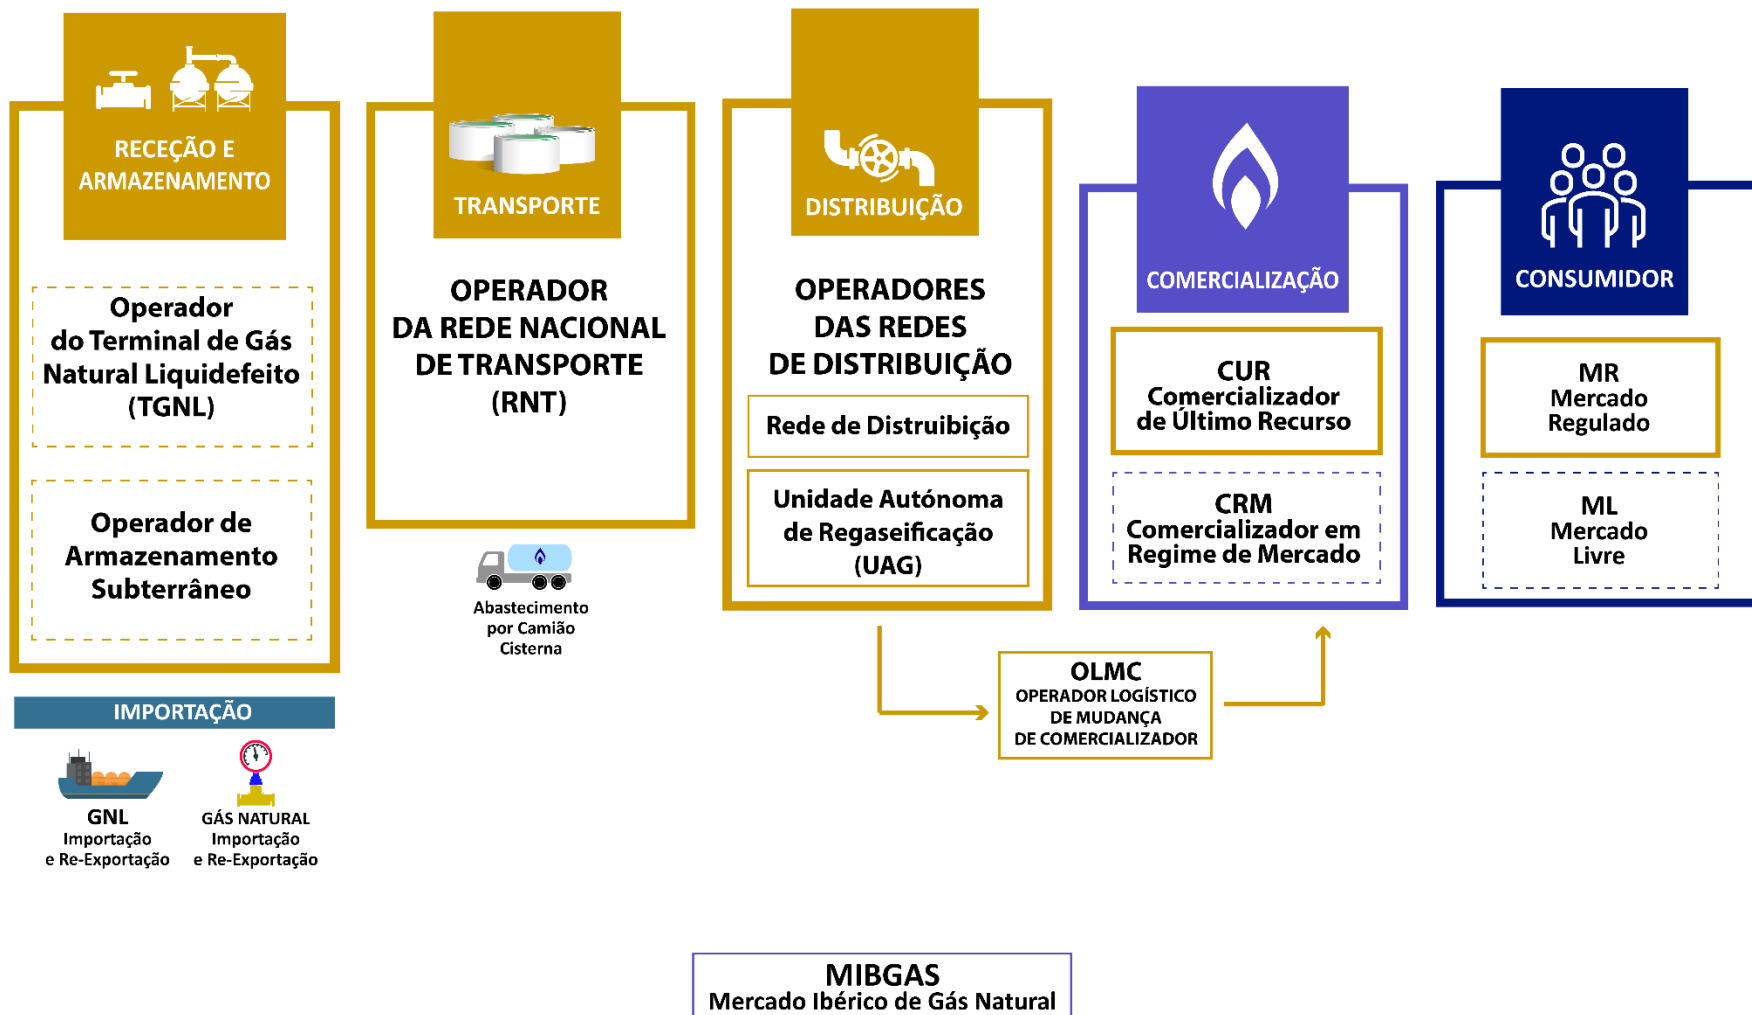 RECEÇÃO E
ARMAZENAMENTO
Operador
do Terminal de Gás
Natural Liquidefeito
(TGNL)
Operador de
Armazenamento
Subterrâneo
IMPORTAÇÃO
GNL
Importação
e Re-Exportação
GÁS NATURAL
Importação
e Re-Exportação
TRANSPORTE
OPERADOR
DA REDE NACIONAL
DE TRANSPORTE
(RNT)
Abastecimento
por Camião
Cisterna
DISTRIBUIÇÃO
OPERADORES
DAS REDES
DE DISTRIBUIÇÃO
Rede de Distruibição
Unidade Autónoma
de Regaseificação
(UAG)
OLMC
OPERADOR LOGÍSTICO
DE MUDANÇA
DE COMERCIALIZADOR
COMERCIALIZAÇÃO
CUR
Comercializador
de Último Recurso
CRM
Comercializador em
Regime de Mercado
CONSUMIDOR
MR
Mercado
Regulado
ML
Mercado
Livre
MIBGAS
Mercado Ibérico de Gás Natural